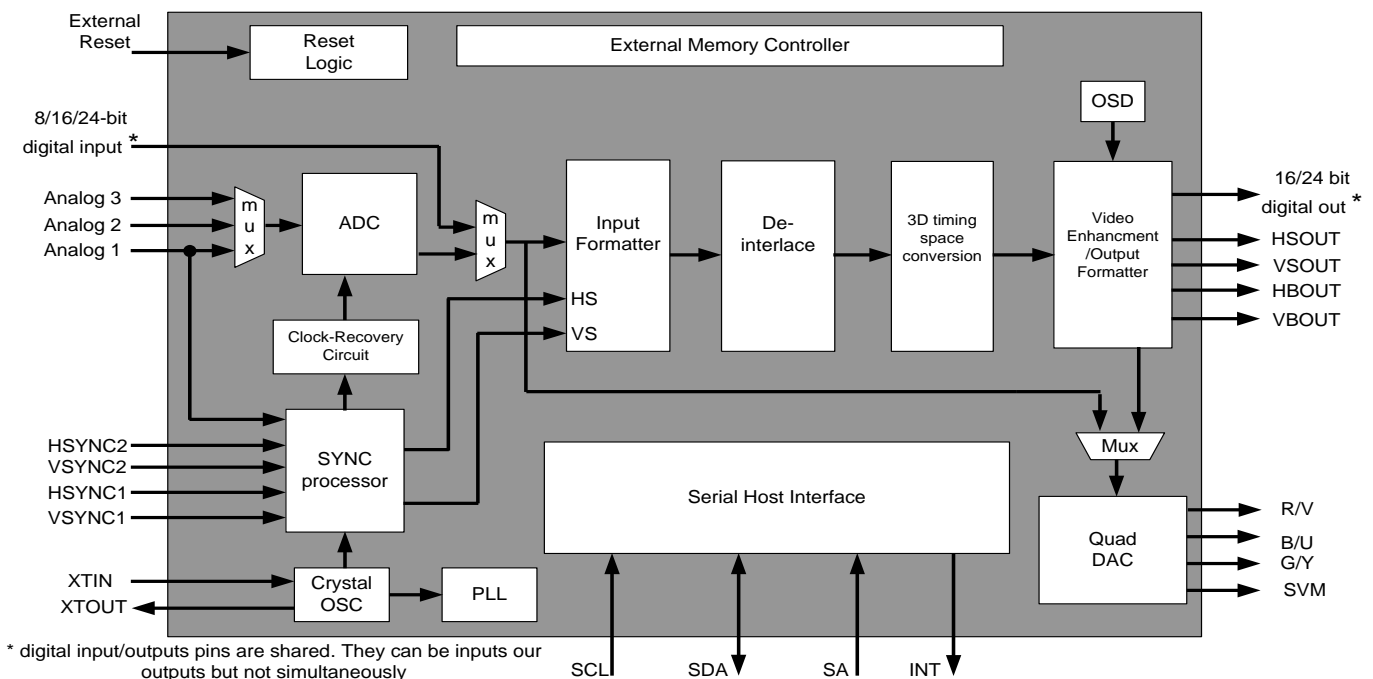 External
Reset
Reset
Logic
External Memory Controller
OSD
8/16/24-bit
digital input *
Analog 3
Analog 2
Analog 1
m
u
x
ADC
m
u
x
Input
Formatter
HS
VS
De-
interlace
3D timing
space
conversion
Video
Enhancment
/Output
Formatter
16/24 bit
digital out *
HSOUT
VSOUT
HBOUT
VBOUT
Clock-Recovery
Circuit
HSYNC2
VSYNC2
HSYNC1
VSYNC1
SYNC
processor
Mux
Serial Host Interface
Quad
DAC
R/V
B/U
G/Y
SVM
XTIN
XTOUT
Crystal
OSC
PLL
* digital input/outputs pins are shared. They can be inputs our
outputs but not simultaneously
SCL
SDA
SA
INT